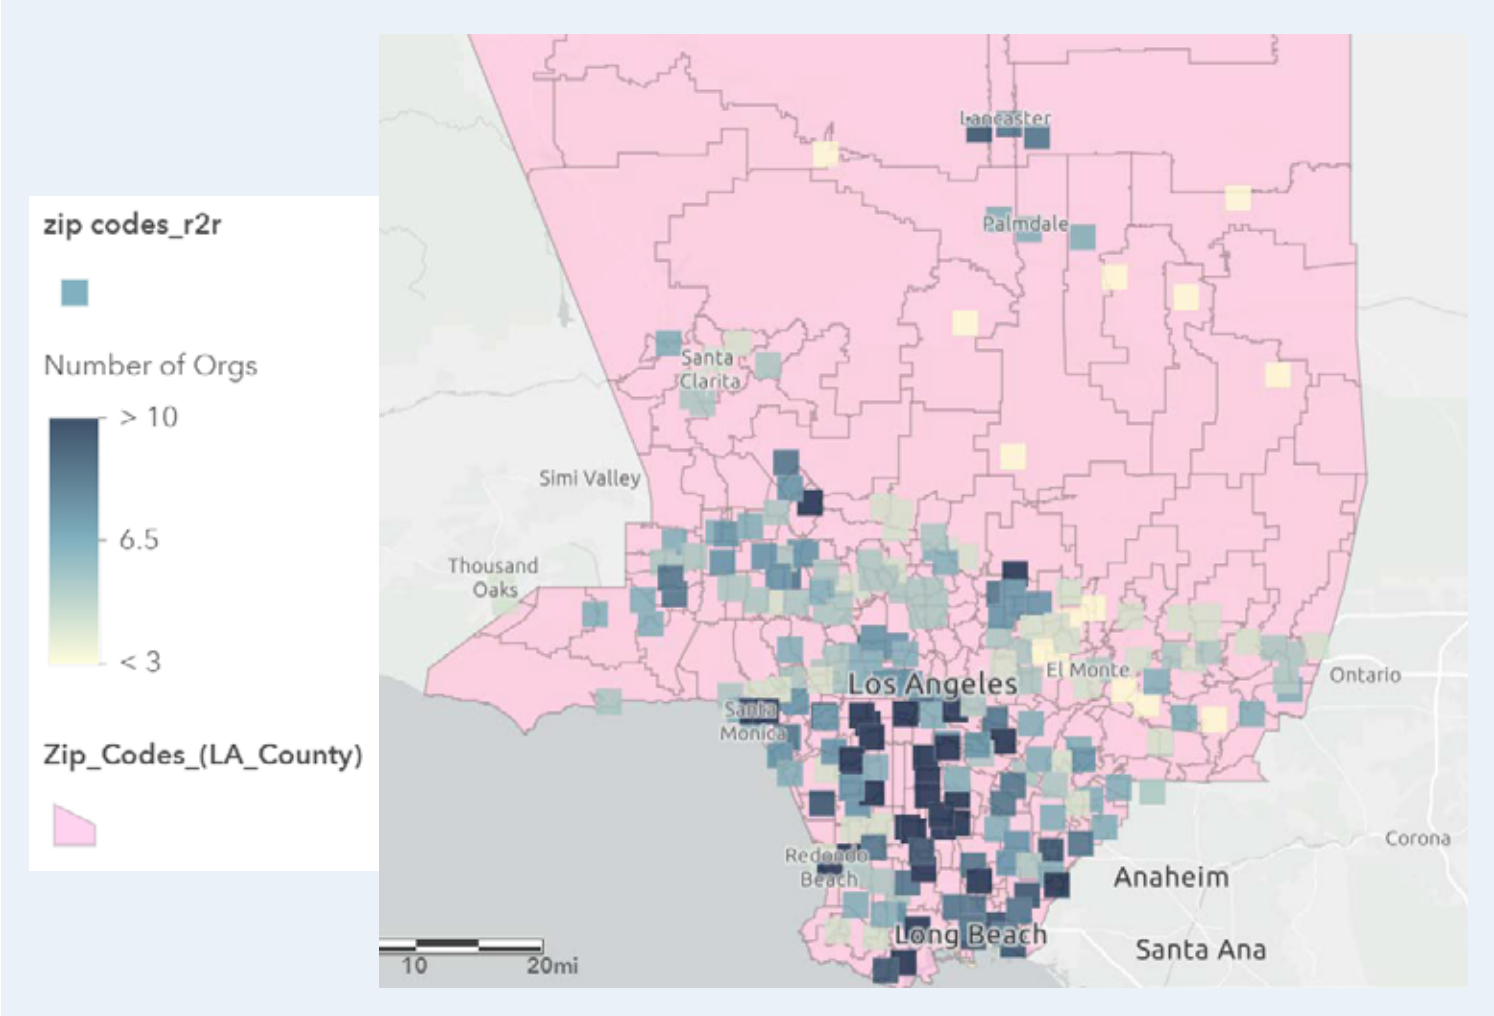 zip codes_r2r
Number of Orgs
> 10
6.5
< 3
Zip_Codes_(LA_County)
Lancaster
Palmdale
Santa
Clarita
Simi Valley
Thousand
Oaks
El Monte
Ontario
Los Angeles
Santa
Monica
Corona
Redondo
Beach
Anaheim
Long Beach
Santa Ana
10
20mi